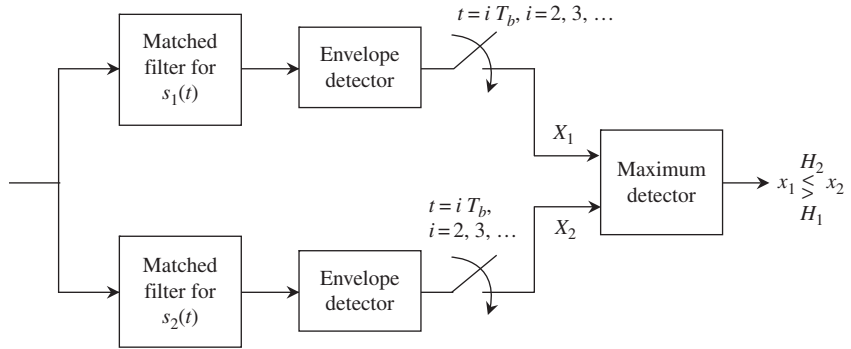 t = i T_b, i = 2, 3, …
Matched
filter for
s_1(t)
Envelope
detector
X_1
Maximum
detector
H_2
x_1 ≶ x_2
H_1
t = i T_b,
i = 2, 3, …
X_2
Matched
filter for
s_2(t)
Envelope
detector